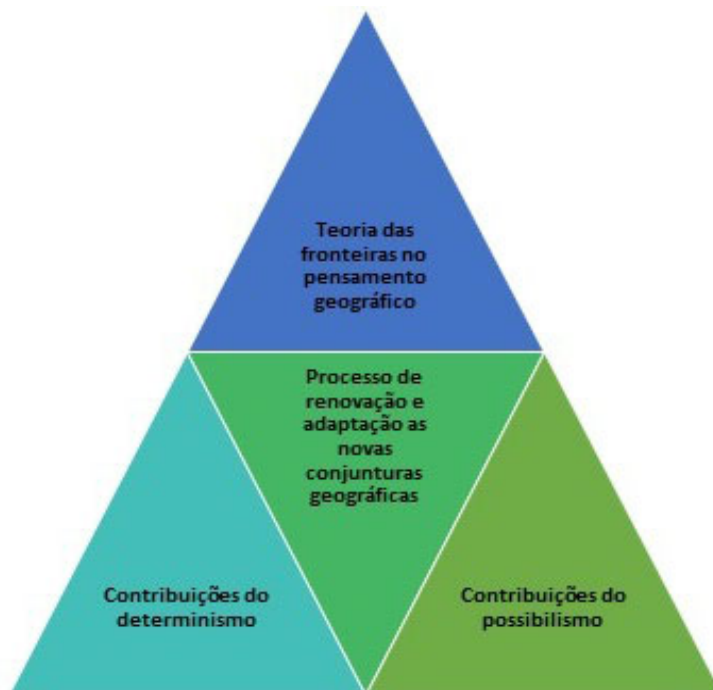 Teoria das
fronteiras no
pensamento
geográfico
Processo de
renovação e
adaptação as
novas
conjunturas
geográficas
Contribuições do
determinismo
Contribuições do
possibilismo